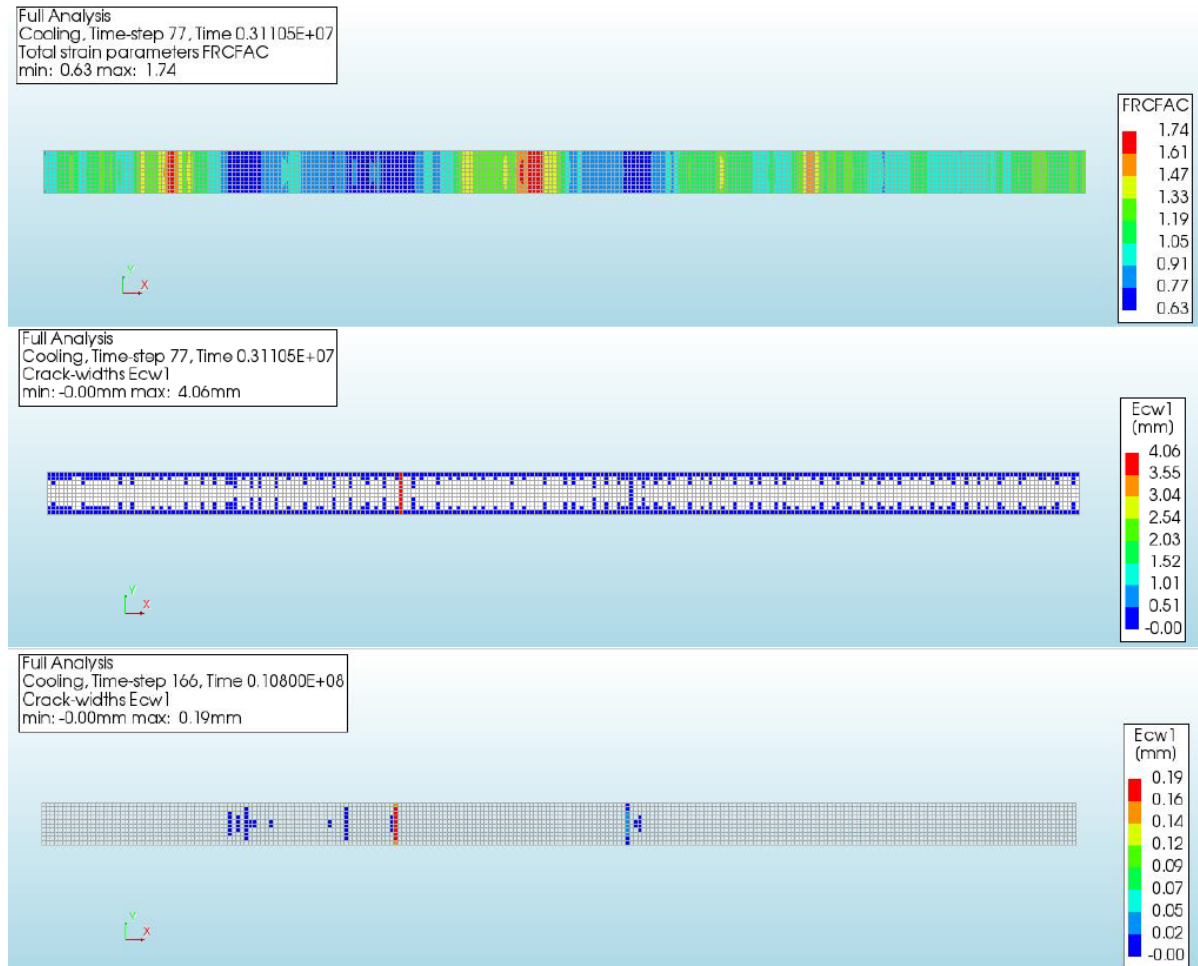 Full Analysis
Cooling, Time-step 77, Time 0.31105E+07
Total strain parameters FRCFAC
min: 0.63 max: 1.74
FRCFAC
1.74
1.61
1.47
1.33
1.19
1.05
0.91
0.77
0.63
Y
X
Full Analysis
Cooling, Time-step 77, Time 0.31105E+07
Crack-widths Ecw1
min: -0.00mm max: 4.06mm
Ecw1
(mm)
4.06
3.55
3.04
2.54
2.03
1.52
1.01
0.51
-0.00
Y
X
Full Analysis
Cooling, Time-step 166, Time 0.10800E+08
Crack-widths Ecw1
min: -0.00mm max: 0.19mm
Ecw1
(mm)
0.19
0.16
0.14
0.12
0.09
0.07
0.05
0.02
-0.00
Y
X